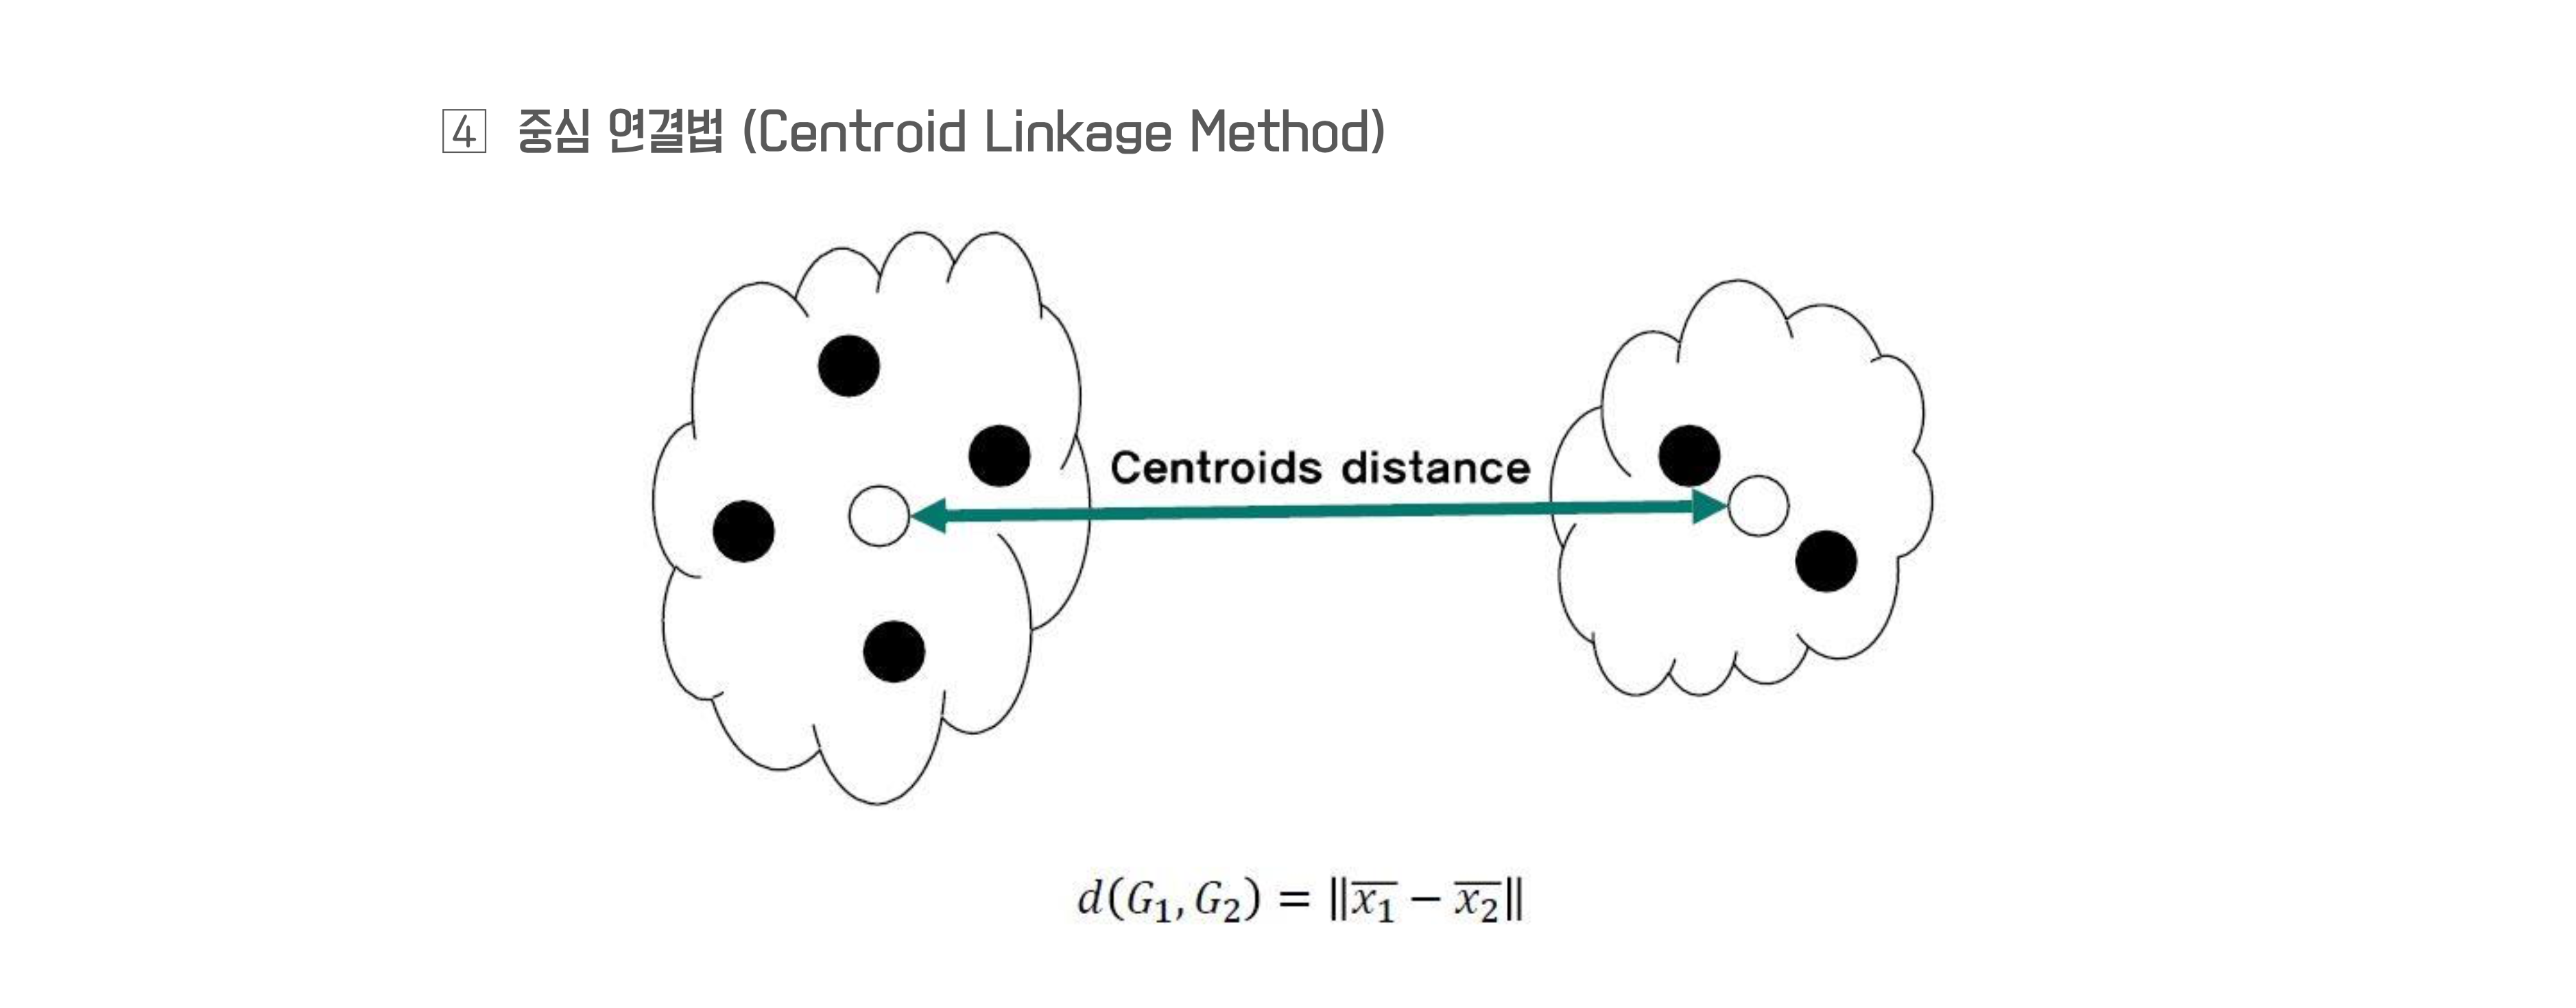 4 중심 연결법 (Centroid Linkage Method)
Centroids distance
d(G₁, G₂) = ‖x̅₁ − x̅₂‖